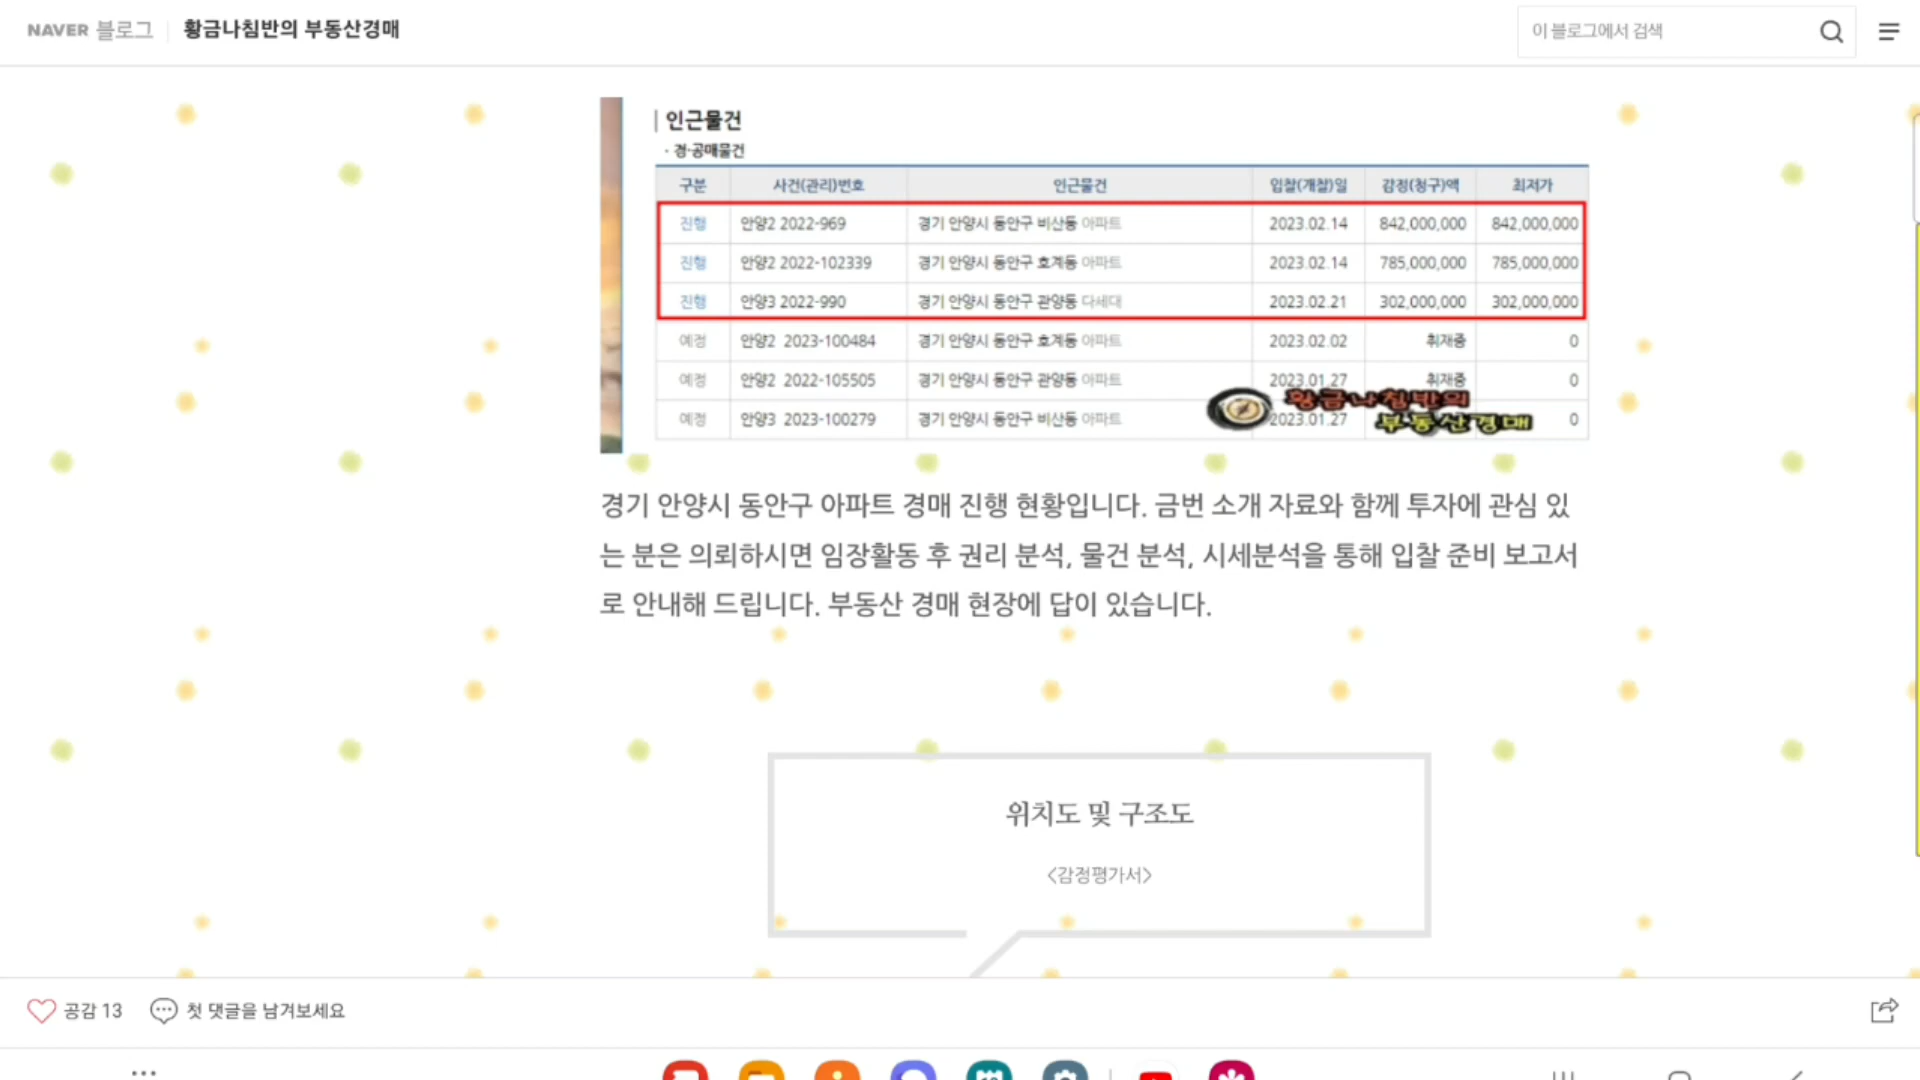 NAVER 블로그 황금나침반의 부동산경매
이 블로그에서 검색
인근물건
· 경·공매물건
구분 사건(관리)번호 인근물건 입찰(개찰)일 감정(청구)액 최저가
진행 안양2 2022-969 경기 안양시 동안구 비산동 아파트 2023.02.14 842,000,000 842,000,000
진행 안양2 2022-102339 경기 안양시 동안구 호계동 아파트 2023.02.14 785,000,000 785,000,000
진행 안양3 2022-990 경기 안양시 동안구 관양동 다세대 2023.02.21 302,000,000 302,000,000
예정 안양2 2023-100484 경기 안양시 동안구 호계동 아파트 2023.02.02 취재중 0
예정 안양2 2022-105505 경기 안양시 동안구 관양동 아파트 2023.01.27 취재중 0
황금나침반의
예정 안양3 2023-100279 경기 안양시 동안구 비산동 아파트 2023.01.27 0
부동산경매
경기 안양시 동안구 아파트 경매 진행 현황입니다. 금번 소개 자료와 함께 투자에 관심 있
는 분은 의뢰하시면 임장활동 후 권리 분석, 물건 분석, 시세분석을 통해 입찰 준비 보고서
로 안내해 드립니다. 부동산 경매 현장에 답이 있습니다.
위치도 및 구조도
<감정평가서>
공감 13 첫 댓글을 남겨보세요